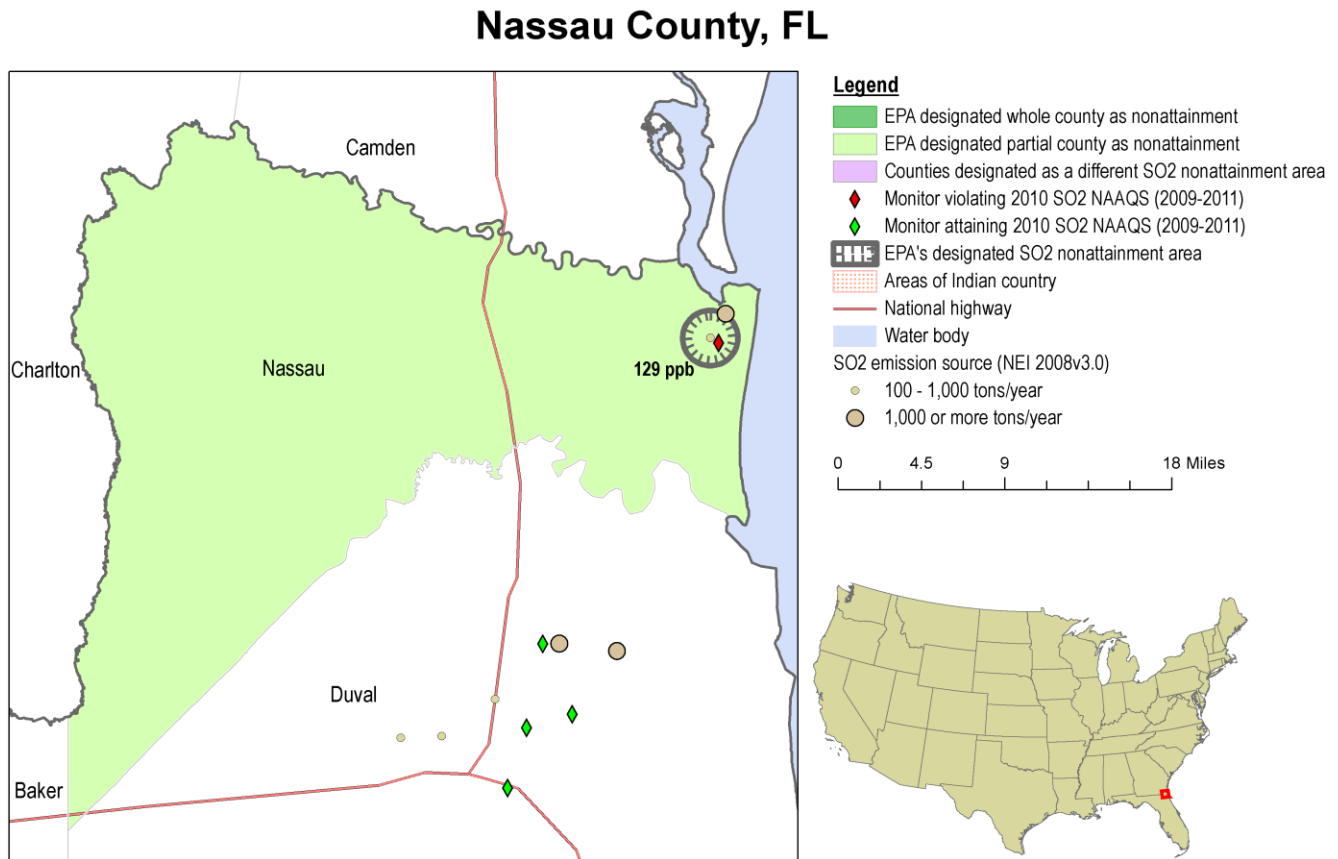 Nassau County, FL
Camden
Charlton
Nassau
129 ppb
Duval
Baker
Legend
EPA designated whole county as nonattainment
EPA designated partial county as nonattainment
Counties designated as a different SO2 nonattainment area
Monitor violating 2010 SO2 NAAQS (2009-2011)
Monitor attaining 2010 SO2 NAAQS (2009-2011)
EPA's designated SO2 nonattainment area
Areas of Indian country
National highway
Water body
SO2 emission source (NEI 2008v3.0)
100 - 1,000 tons/year
1,000 or more tons/year
0 4.5 9 18 Miles